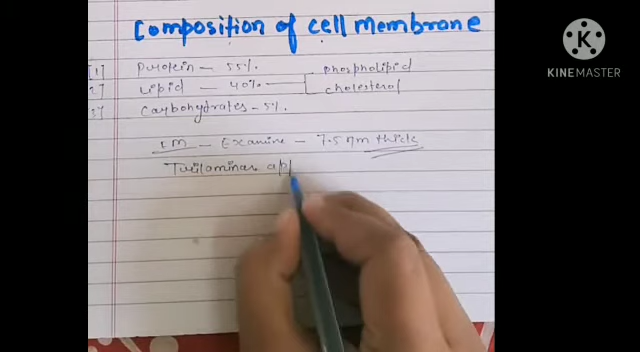 Composition of cell membrane
[1] Protein — 55%.
[2] Lipid — 40% — phospholipid
cholesterol
[3] Carbohydrates - 5%.
EM — Examine — 7.5 nm thick
Trilaminar app
KINEMASTER